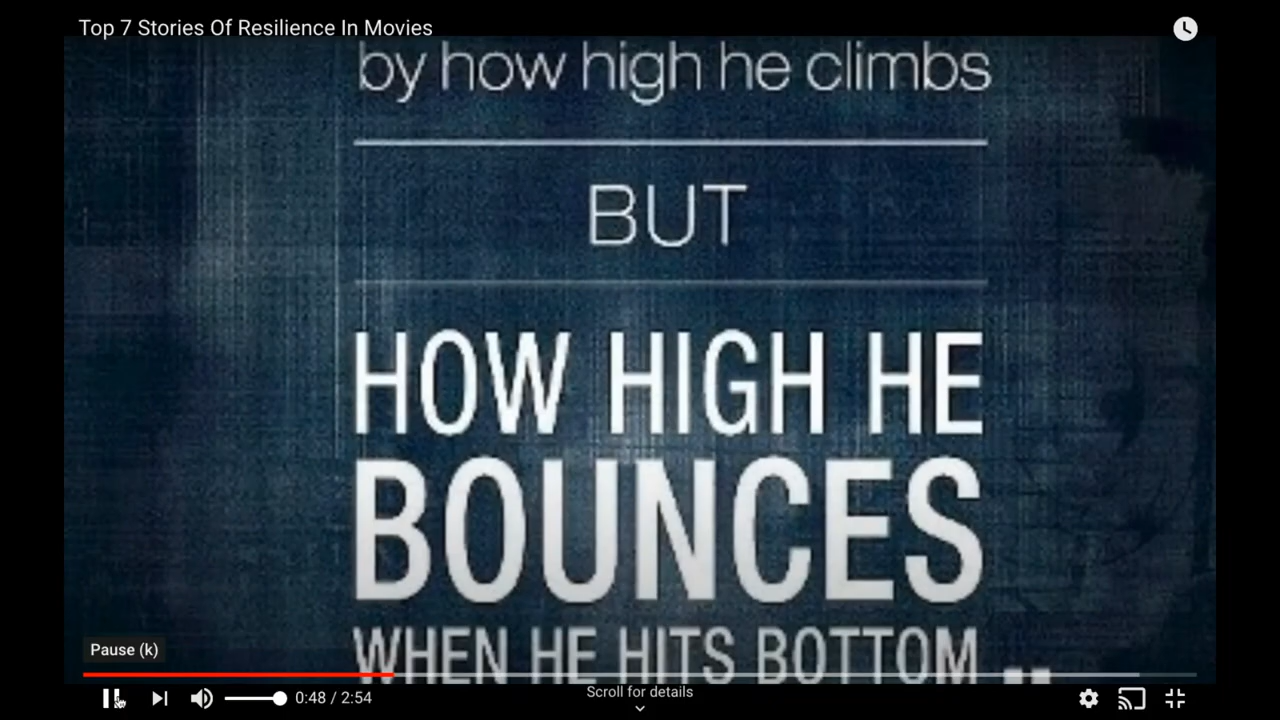 Top 7 Stories Of Resilience In Movies
by how high he climbs
BUT
HOW HIGH HE
BOUNCES
WHEN HE HITS BOTTOM
Pause (k)
0:48 / 2:54
Scroll for details